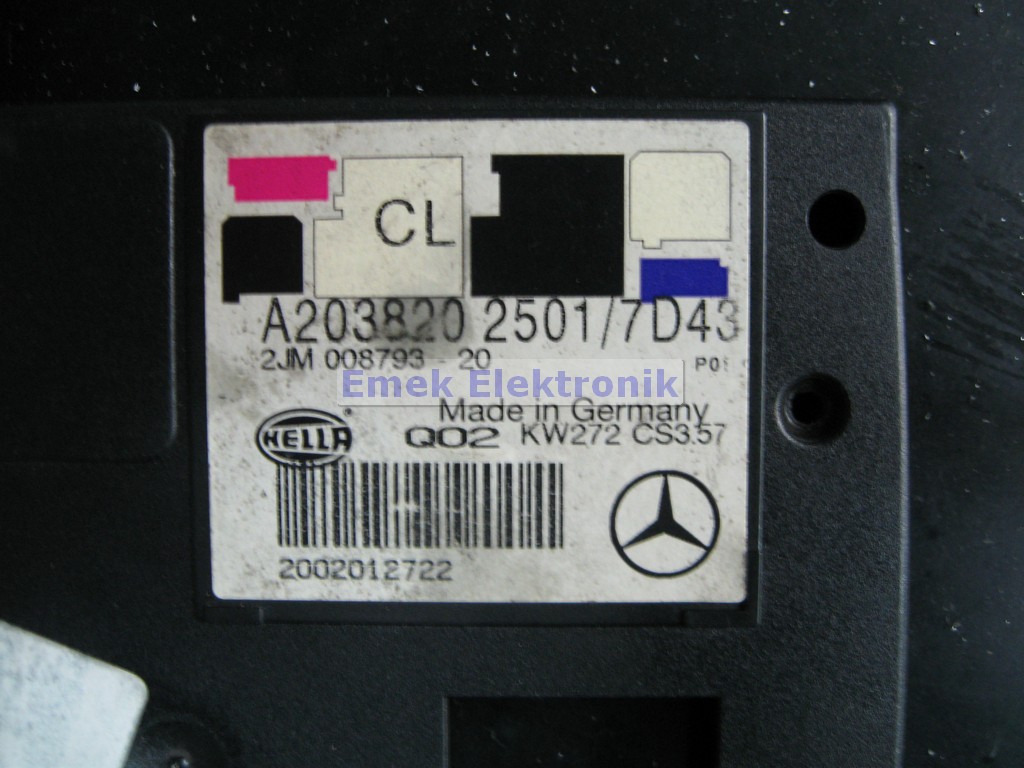 CL
A203820 2501/7D43
2JM 008793 - 20
Emek Elektronik
Made in Germany
HELLA ®
Q02 KW272 CS3.57
2002012722